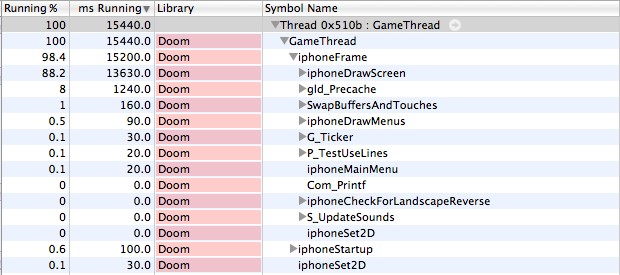 Running % ms Running Library Symbol Name
100 15440.0 Thread 0x510b : GameThread
100 15440.0 Doom GameThread
98.4 15200.0 Doom iphoneFrame
88.2 13630.0 Doom iphoneDrawScreen
8 1240.0 Doom gld_Precache
1 160.0 Doom SwapBuffersAndTouches
0.5 90.0 Doom iphoneDrawMenus
0.1 30.0 Doom G_Ticker
0.1 20.0 Doom P_TestUseLines
0.1 20.0 Doom iphoneMainMenu
0 0.0 Doom Com_Printf
0 0.0 Doom iphoneCheckForLandscapeReverse
0 0.0 Doom S_UpdateSounds
0 0.0 Doom iphoneSet2D
0.6 100.0 Doom iphoneStartup
0.1 30.0 Doom iphoneSet2D